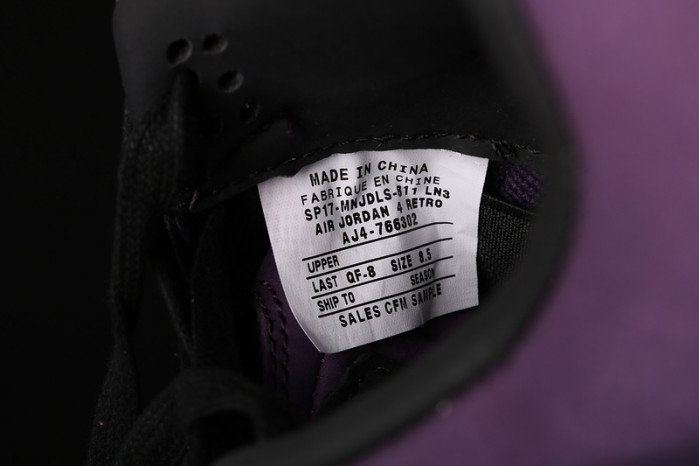 MADE IN CHINA
FABRIQUE EN CHINE
SP17-MNJDLS-811 LN3
AIR JORDAN 4 RETRO
AJ4-766302
UPPER
LAST QF-8 SIZE 8.5
SHIP TO SEASON
SALES CFM SAMPLE